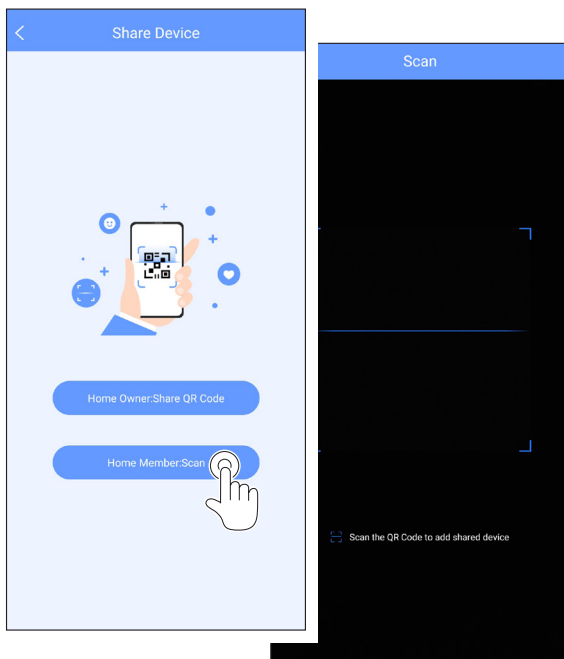 Share Device
Home Owner:Share QR Code
Home Member:Scan
Scan
Scan the QR Code to add shared device